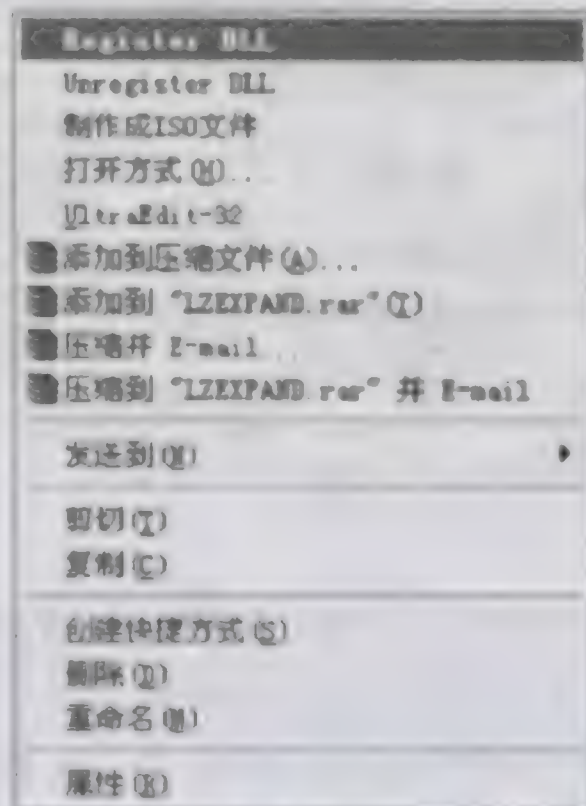 Register DLL
Unregister DLL
制作成ISO文件
打开方式(H)...
UltraEdit-32
添加到压缩文件(A)...
添加到 "LZEXPAND.rar"(T)
压缩并 E-mail...
压缩到 "LZEXPAND.rar" 并 E-mail
发送到(N)
剪切(T)
复制(C)
创建快捷方式(S)
删除(D)
重命名(M)
属性(R)